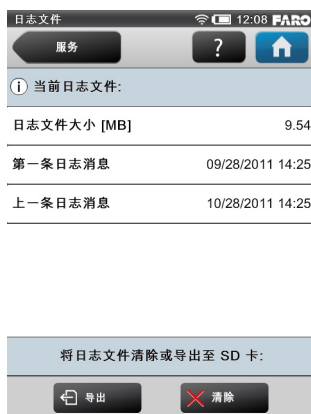 日志文件 12:08 FARO
服务 ?
i 当前日志文件:
日志文件大小 [MB] 9.54
第一条日志消息 09/28/2011 14:25
上一条日志消息 10/28/2011 14:25
将日志文件清除或导出至 SD 卡:
导出 清除